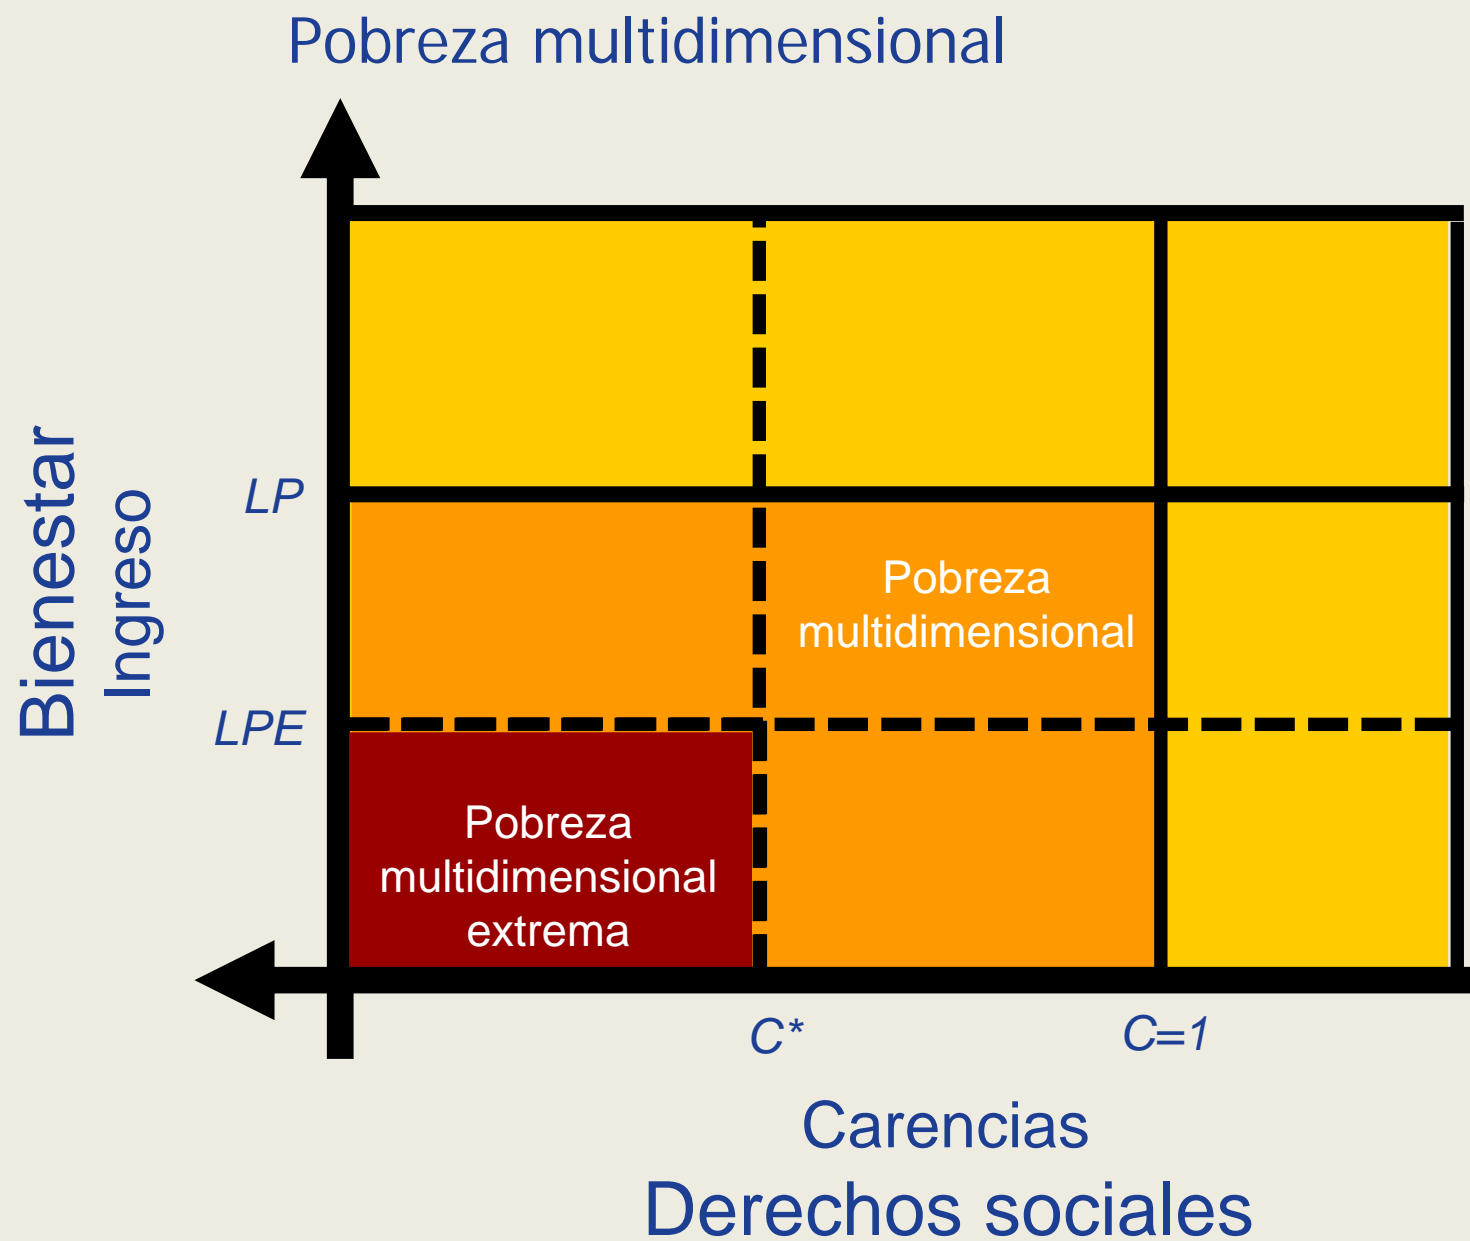 Pobreza multidimensional
Bienestar
Ingreso
LP
Pobreza
multidimensional
LPE
Pobreza
multidimensional
extrema
C*
C=1
Carencias
Derechos sociales